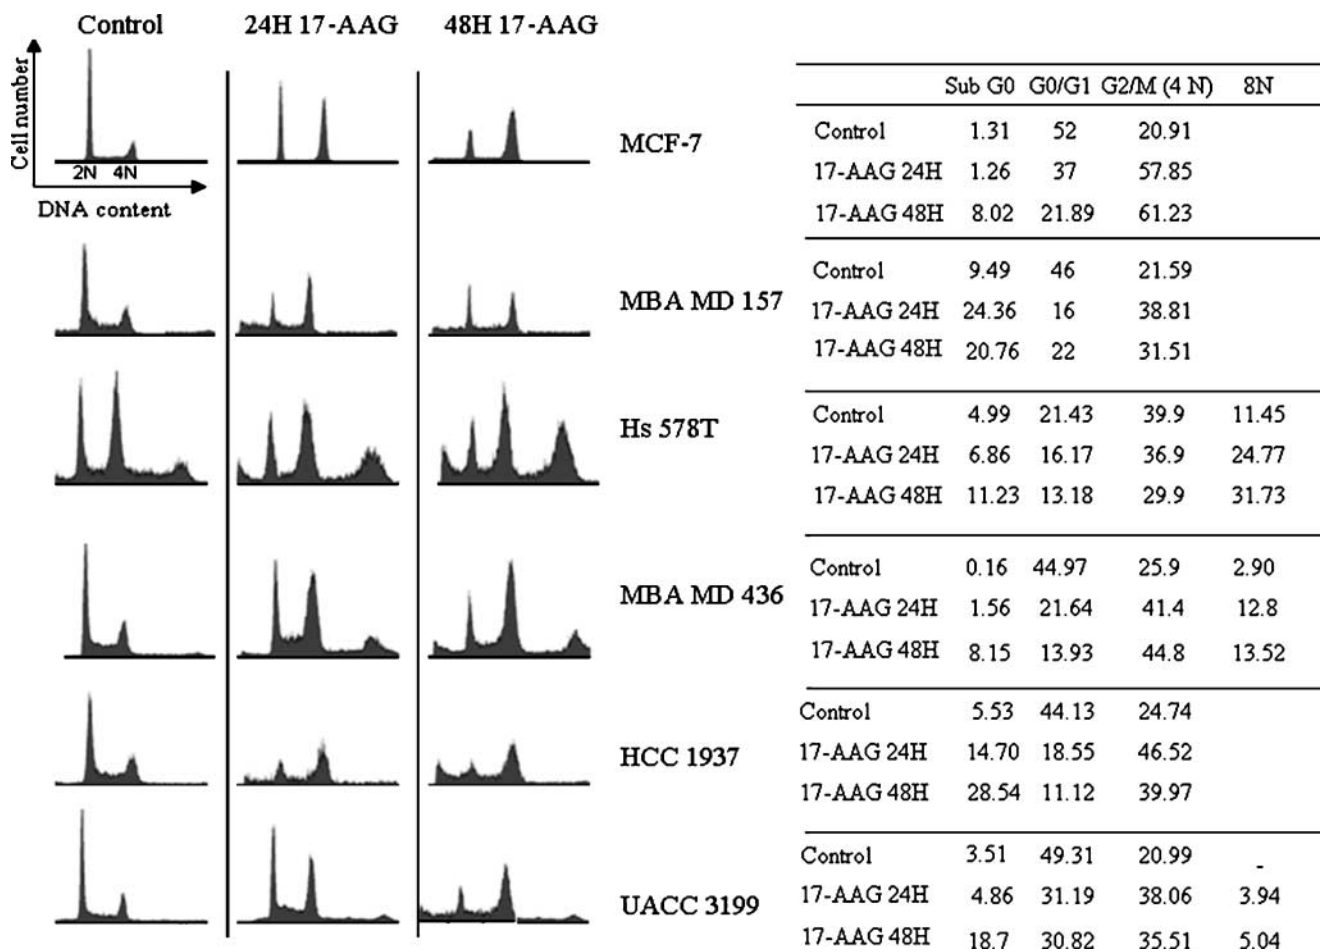 Control 24H 17-AAG 48H 17-AAG
Cell number
2N 4N
DNA content
MCF-7
MBA MD 157
Hs 578T
MBA MD 436
HCC 1937
UACC 3199
Sub G0 G0/G1 G2/M (4 N) 8N
Control 1.31 52 20.91
17-AAG 24H 1.26 37 57.85
17-AAG 48H 8.02 21.89 61.23
Control 9.49 46 21.59
17-AAG 24H 24.36 16 38.81
17-AAG 48H 20.76 22 31.51
Control 4.99 21.43 39.9 11.45
17-AAG 24H 6.86 16.17 36.9 24.77
17-AAG 48H 11.23 13.18 29.9 31.73
Control 0.16 44.97 25.9 2.90
17-AAG 24H 1.56 21.64 41.4 12.8
17-AAG 48H 8.15 13.93 44.8 13.52
Control 5.53 44.13 24.74
17-AAG 24H 14.70 18.55 46.52
17-AAG 48H 28.54 11.12 39.97
Control 3.51 49.31 20.99 -
17-AAG 24H 4.86 31.19 38.06 3.94
17-AAG 48H 18.7 30.82 35.51 5.04